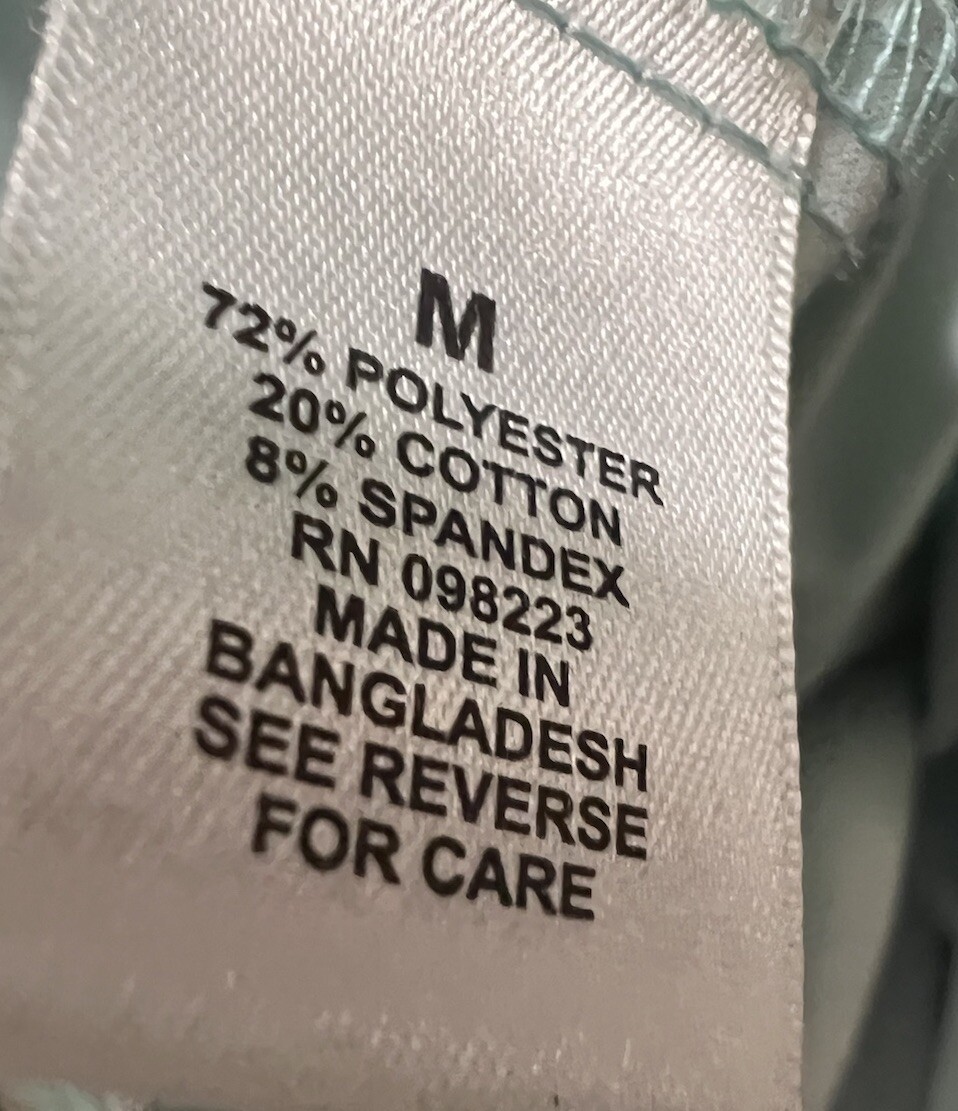 M
72% POLYESTER
20% COTTON
8% SPANDEX
RN 098223
MADE IN
BANGLADESH
SEE REVERSE
FOR CARE